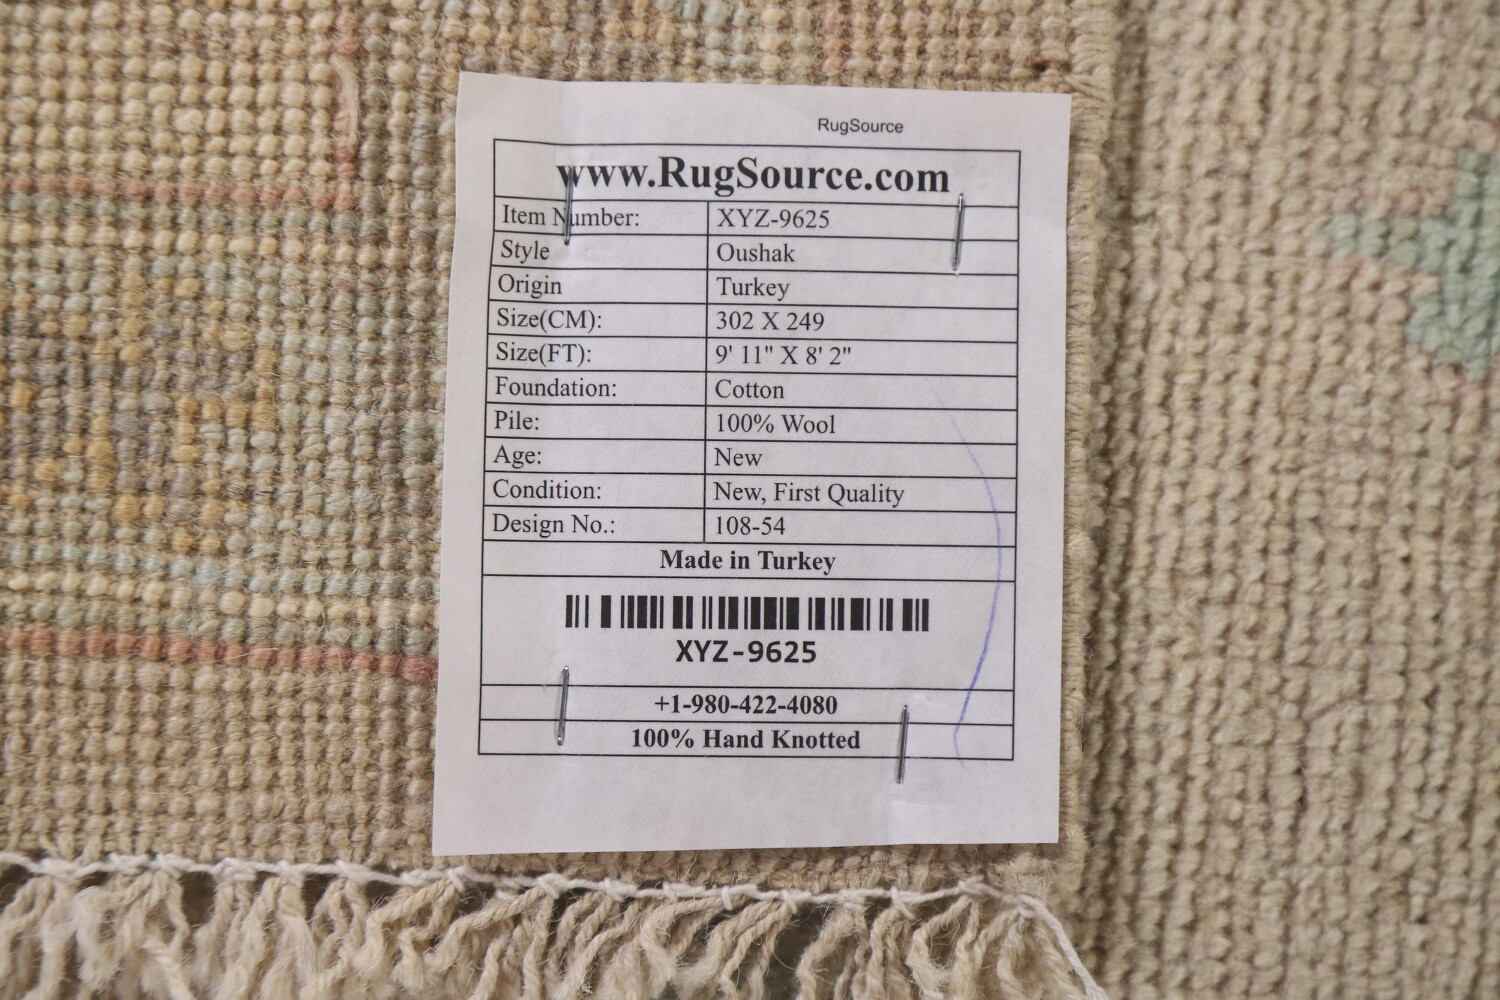 RugSource
www.RugSource.com
Item Number: XYZ-9625
Style Oushak
Origin Turkey
Size(CM): 302 X 249
Size(FT): 9' 11" X 8' 2"
Foundation: Cotton
Pile: 100% Wool
Age: New
Condition: New, First Quality
Design No.: 108-54
Made in Turkey
XYZ-9625
+1-980-422-4080
100% Hand Knotted